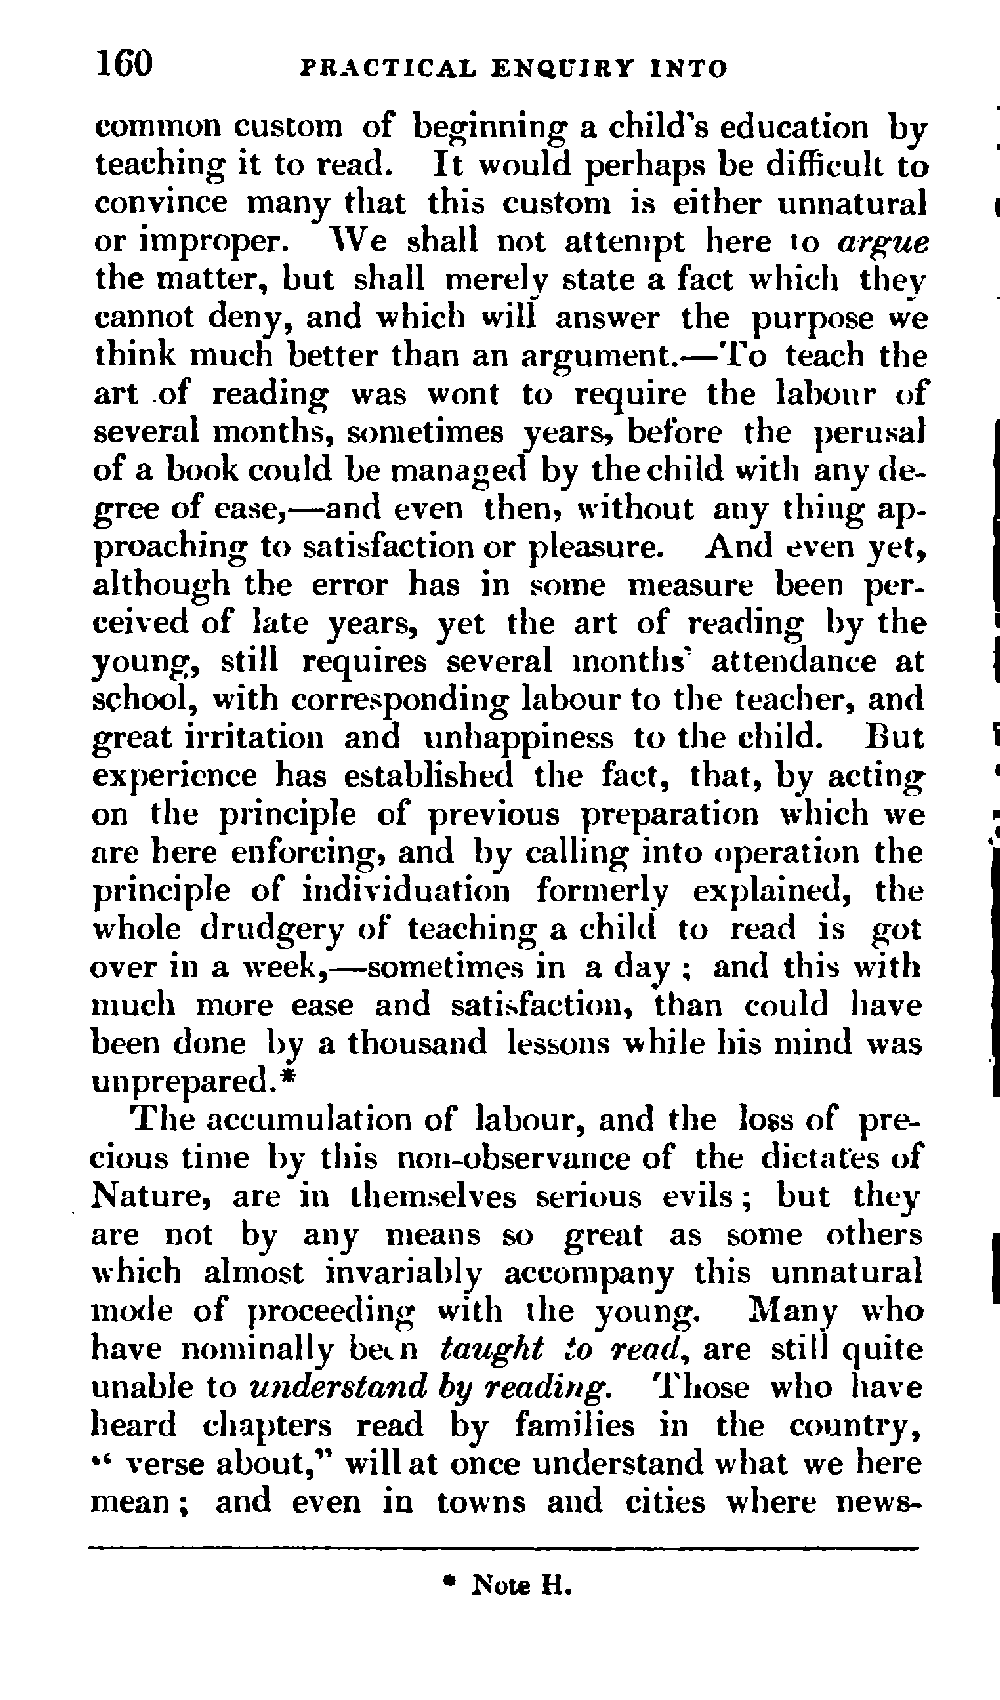 160 PRACTICAL ENQUIRY INTO
common custom of beginning a child's education by
teaching it to read. It would perhaps be difficult to
convince many that this custom is either unnatural
or improper. We shall not attempt here to argue
the matter, but shall merely state a fact which they
cannot deny, and which will answer the purpose we
think much better than an argument.—To teach the
art of reading was wont to require the labour of
several months, sometimes years, before the perusal
of a book could be managed by the child with any de-
gree of ease,—and even then, without any thing ap-
proaching to satisfaction or pleasure. And even yet,
although the error has in some measure been per-
ceived of late years, yet the art of reading by the
young, still requires several months' attendance at
school, with corresponding labour to the teacher, and
great irritation and unhappiness to the child. But
experience has established the fact, that, by acting
on the principle of previous preparation which we
are here enforcing, and by calling into operation the
principle of individuation formerly explained, the
whole drudgery of teaching a child to read is got
over in a week,—sometimes in a day ; and this with
much more ease and satisfaction, than could have
been done by a thousand lessons while his mind was
unprepared.*
The accumulation of labour, and the loss of pre-
cious time by this non-observance of the dictates of
Nature, are in themselves serious evils ; but they
are not by any means so great as some others
which almost invariably accompany this unnatural
mode of proceeding with the young. Many who
have nominally been taught to read, are still quite
unable to understand by reading. Those who have
heard chapters read by families in the country,
" verse about," will at once understand what we here
mean ; and even in towns and cities where news-
* Note H.